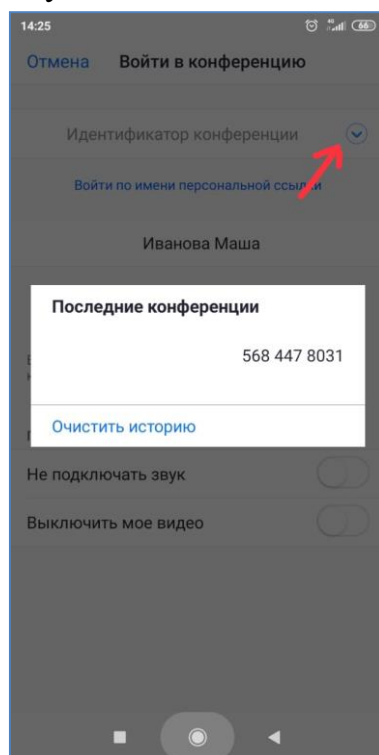 14:25
66
Отмена Войти в конференцию
Идентификатор конференции
Войти по имени персональной ссылки
Иванова Маша
Последние конференции
568 447 8031
Очистить историю
Не подключать звук
Выключить мое видео